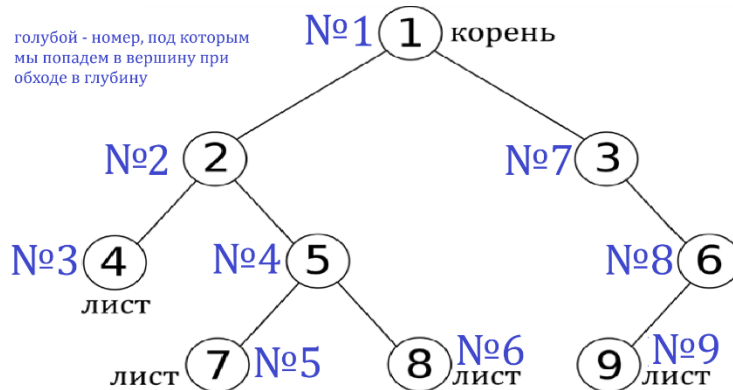 голубой - номер, под которым
мы попадем в вершину при
обходе в глубину
№1 1 корень
№2 2 №7 3
№3 4 №4 5 №8 6
лист
лист 7 №5 8 №6 9 №9
лист лист